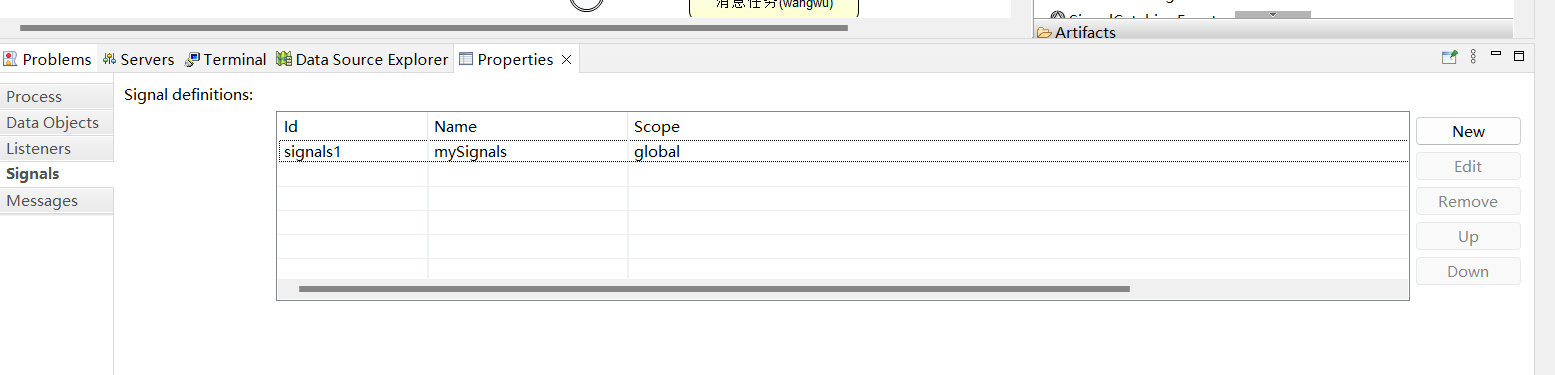 消息任务(wangwu)
Artifacts
Problems Servers Terminal Data Source Explorer Properties
Process
Data Objects
Listeners
Signals
Messages
Signal definitions:
Id Name Scope
signals1 mySignals global
New
Edit
Remove
Up
Down